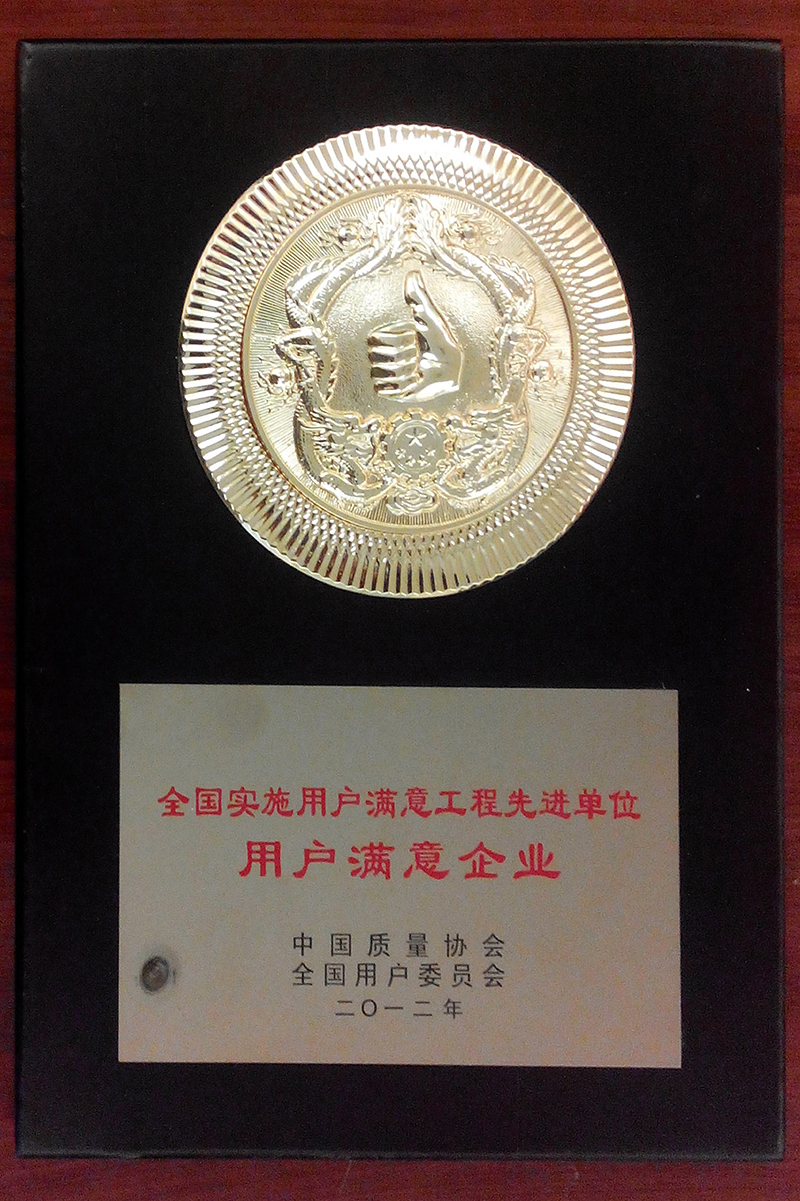 全国实施用户满意工程先进单位
用户满意企业
中国质量协会
全国用户委员会
二〇一二年